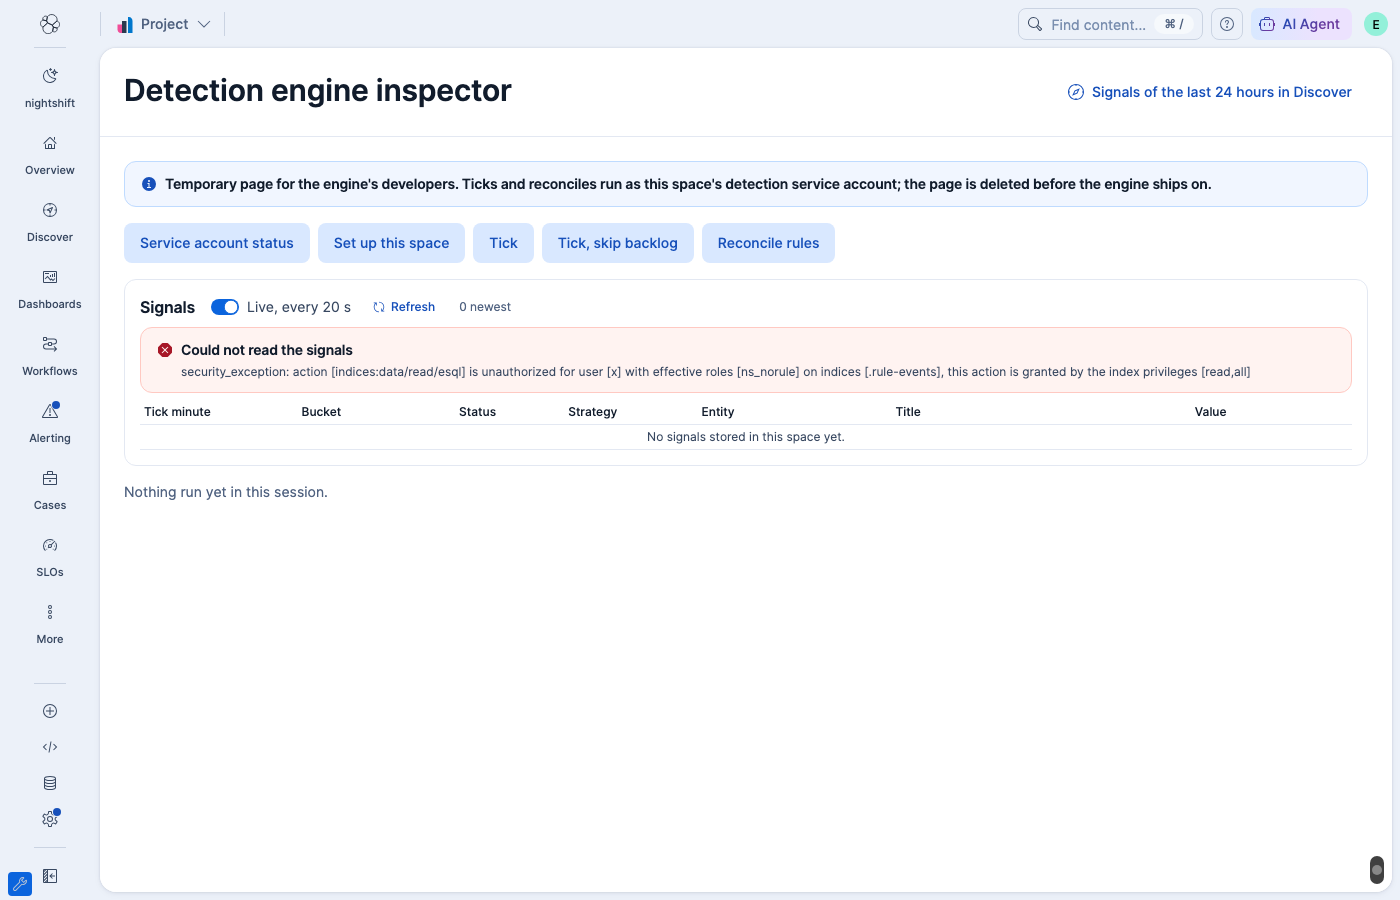 Project
Find content... ⌘ /
AI Agent
E
nightshift
Overview
Discover
Dashboards
Workflows
Alerting
Cases
SLOs
More
Detection engine inspector
Signals of the last 24 hours in Discover
Temporary page for the engine's developers. Ticks and reconciles run as this space's detection service account; the page is deleted before the engine ships on.
Service account status
Set up this space
Tick
Tick, skip backlog
Reconcile rules
Signals
Live, every 20 s
Refresh
0 newest
Could not read the signals
security_exception: action [indices:data/read/esql] is unauthorized for user [x] with effective roles [ns_norule] on indices [.rule-events], this action is granted by the index privileges [read,all]
Tick minute Bucket Status Strategy Entity Title Value
No signals stored in this space yet.
Nothing run yet in this session.